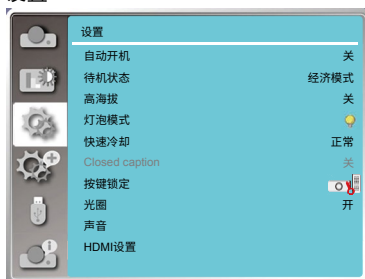 设置
自动开机 关
待机状态 经济模式
高海拔 关
灯泡模式
快速冷却 正常
Closed caption 关
按键锁定
光圈 开
声音
HDMI设置